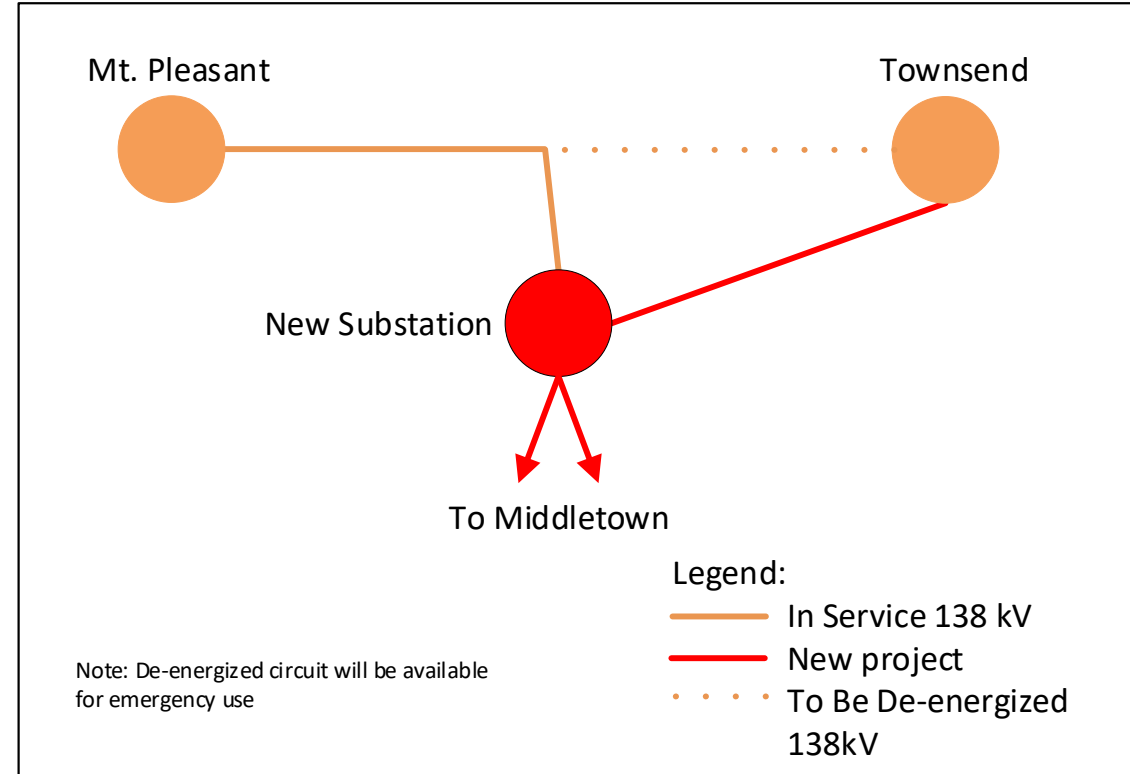 Mt. Pleasant
Townsend
New Substation
To Middletown
Legend:
In Service 138 kV
New project
To Be De-energized
138kV
Note: De-energized circuit will be available
for emergency use